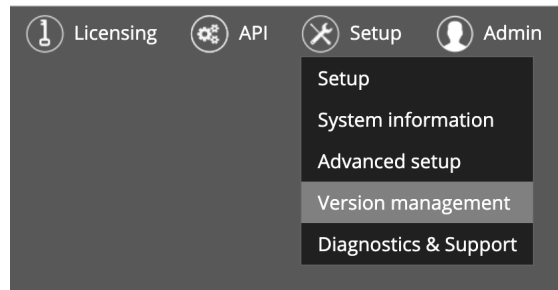 Licensing API Setup Admin
Setup
System information
Advanced setup
Version management
Diagnostics & Support